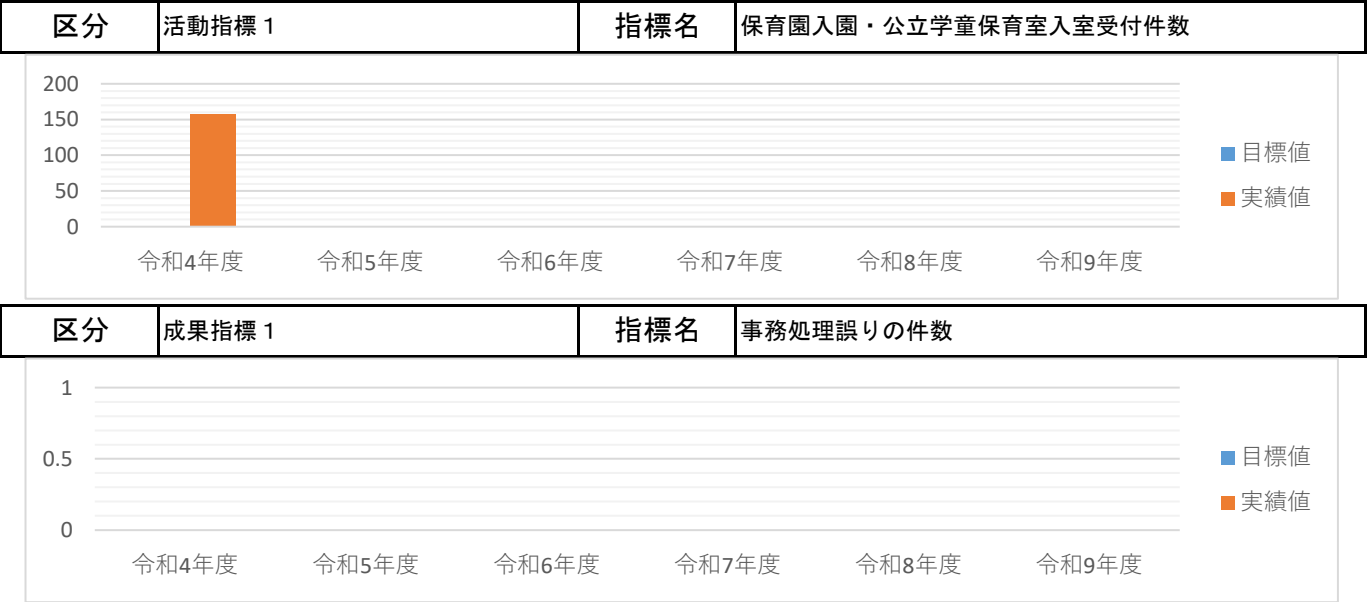 区分 活動指標１ 指標名 保育園入園・公立学童保育室入室受付件数
200
150
100
50
0
令和4年度 令和5年度 令和6年度 令和7年度 令和8年度 令和9年度
目標値
実績値
区分 成果指標１ 指標名 事務処理誤りの件数
1
0.5
0
令和4年度 令和5年度 令和6年度 令和7年度 令和8年度 令和9年度
目標値
実績値